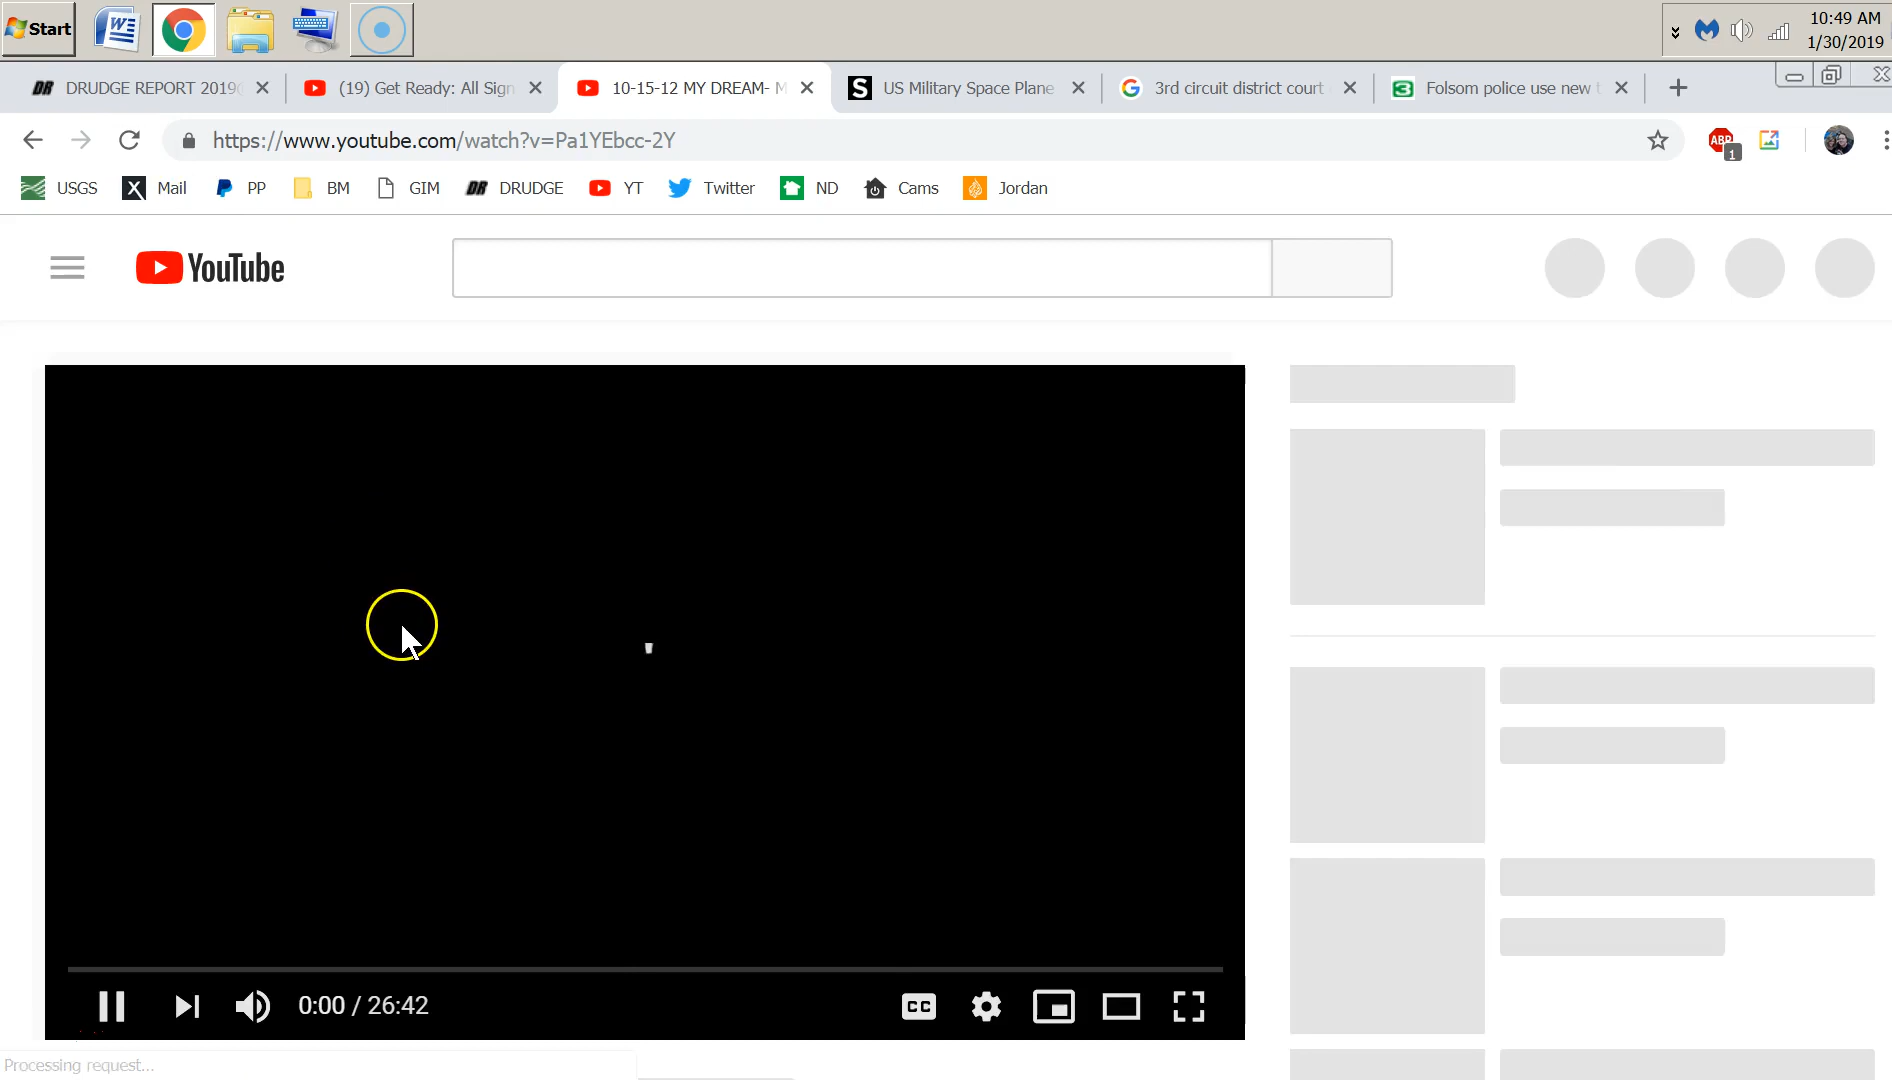 Start
10:49 AM
1/30/2019
DRUDGE REPORT 2019
(19) Get Ready: All Sign
10-15-12 MY DREAM- M
US Military Space Plane
3rd circuit district court
Folsom police use new t
https://www.youtube.com/watch?v=Pa1YEbcc-2Y
ABP
1
USGS
Mail
PP
BM
GIM
DR
DRUDGE
YT
Twitter
ND
Cams
Jordan
YouTube
0:00 / 26:42
CC
Processing request...